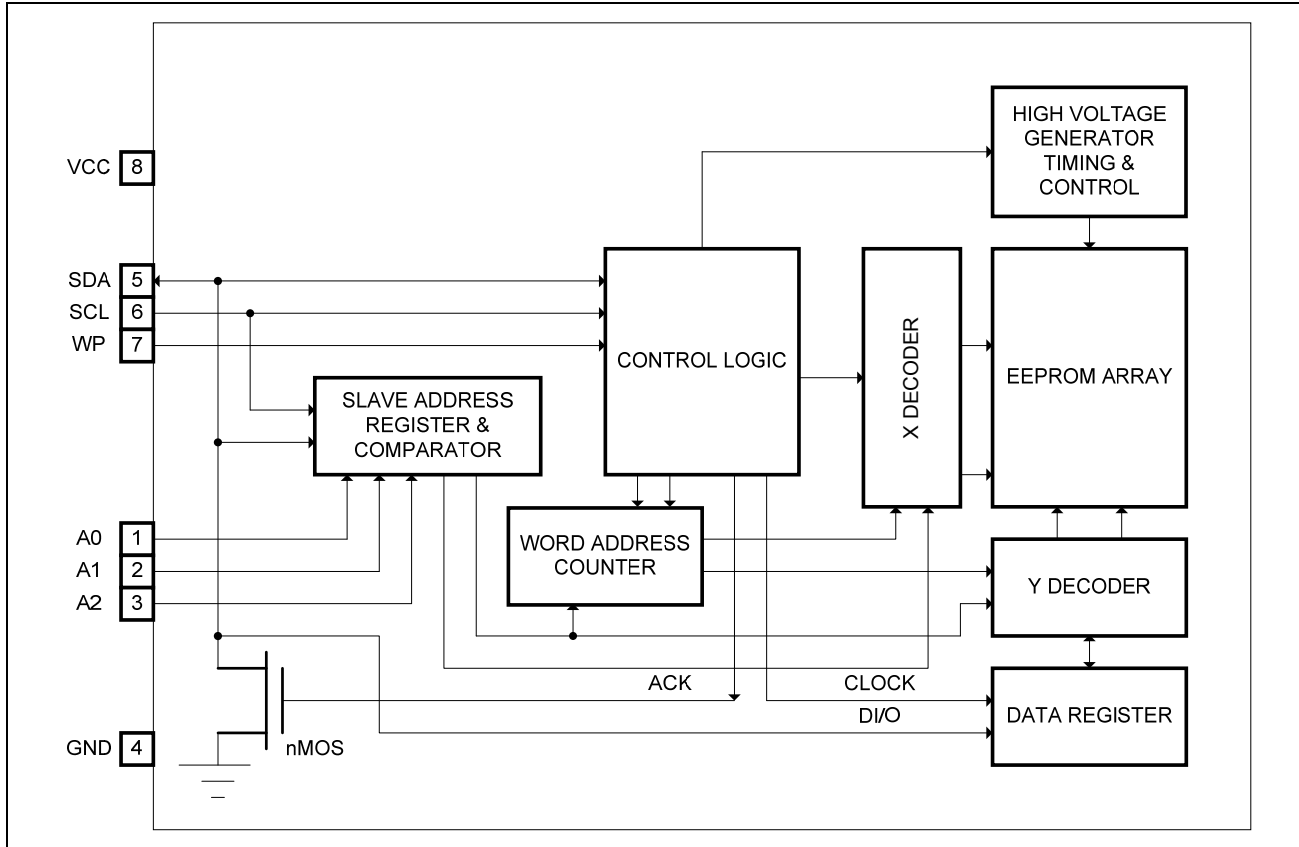 HIGH VOLTAGE
GENERATOR
TIMING &
CONTROL
VCC 8
SDA 5
SCL 6
WP 7
CONTROL LOGIC
X DECODER
EEPROM ARRAY
SLAVE ADDRESS
REGISTER &
COMPARATOR
A0 1
A1 2
A2 3
WORD ADDRESS
COUNTER
Y DECODER
ACK
CLOCK
DI/O
DATA REGISTER
GND 4
nMOS